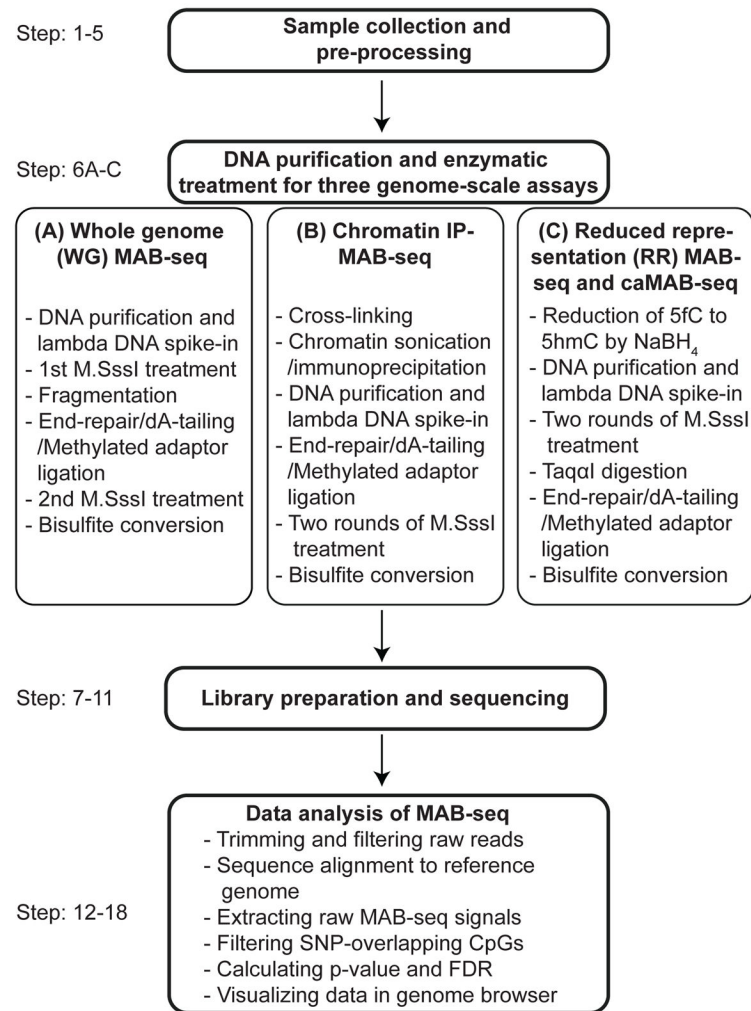 Step: 1-5
Sample collection and
pre-processing
Step: 6A-C
DNA purification and enzymatic
treatment for three genome-scale assays
(A) Whole genome
(WG) MAB-seq
- DNA purification and
lambda DNA spike-in
- 1st M.SssI treatment
- Fragmentation
- End-repair/dA-tailing
/Methylated adaptor
ligation
- 2nd M.SssI treatment
- Bisulfite conversion
(B) Chromatin IP-
MAB-seq
- Cross-linking
- Chromatin sonication
/immunoprecipitation
- DNA purification and
lambda DNA spike-in
- End-repair/dA-tailing
/Methylated adaptor
ligation
- Two rounds of M.SssI
treatment
- Bisulfite conversion
(C) Reduced repre-
sentation (RR) MAB-
seq and caMAB-seq
- Reduction of 5fC to
5hmC by NaBH₄
- DNA purification and
lambda DNA spike-in
- Two rounds of M.SssI
treatment
- TaqαI digestion
- End-repair/dA-tailing
/Methylated adaptor
ligation
- Bisulfite conversion
Step: 7-11
Library preparation and sequencing
Step: 12-18
Data analysis of MAB-seq
- Trimming and filtering raw reads
- Sequence alignment to reference
genome
- Extracting raw MAB-seq signals
- Filtering SNP-overlapping CpGs
- Calculating p-value and FDR
- Visualizing data in genome browser